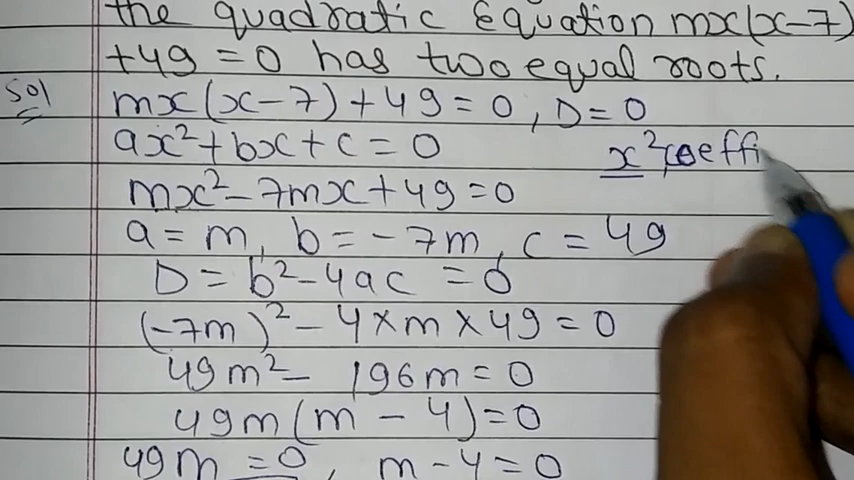 the quadratic Equation mx(x-7)
+49 = 0 has two equal roots.
Sol mx(x-7)+49=0, D=0
ax²+bx+c=0 x² coeffi
mx²-7mx+49=0
a=m, b=-7m, c=49
D=b²-4ac=0
(-7m)²-4×m×49=0
49m²-196m=0
49m(m-4)=0
49m=0, m-4=0